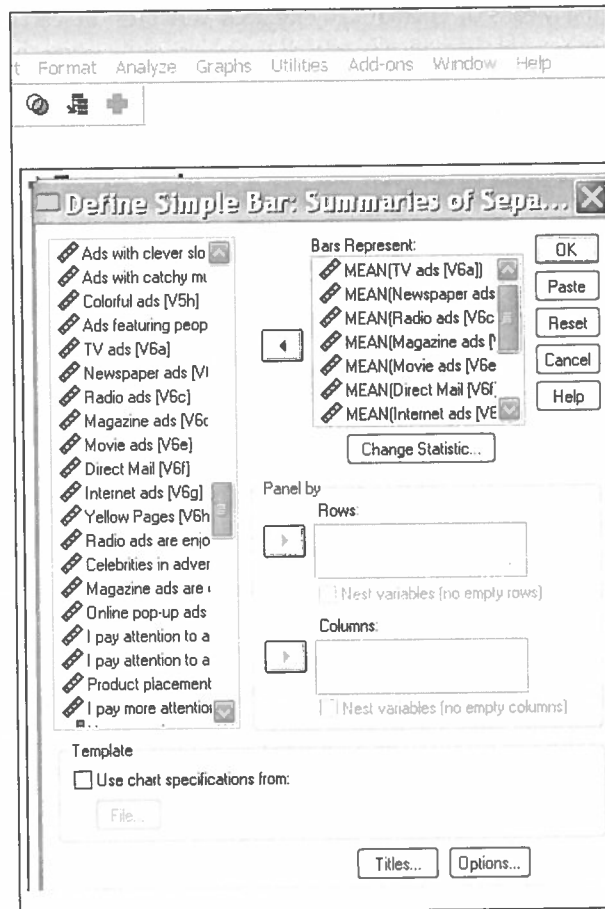 t Format Analyze Graphs Utilities Add-ons Window Help
Define Simple Bar: Summaries of Sepa...
Ads with clever slo
Ads with catchy mu
Colorful ads [V5h]
Ads featuring peop
TV ads [V6a]
Newspaper ads [V
Radio ads [V6c]
Magazine ads [V6c
Movie ads [V6e]
Direct Mail [V6f]
Internet ads [V6g]
Yellow Pages [V6h
Radio ads are enjo
Celebrities in adver
Magazine ads are
Online pop-up ads
I pay attention to a
I pay attention to a
Product placement
I pay more attention
Bars Represent:
MEAN(TV ads [V6a])
MEAN(Newspaper ads
MEAN(Radio ads [V6c
MEAN(Magazine ads [
MEAN(Movie ads [V6e
MEAN(Direct Mail [V6f]
MEAN(Internet ads [V6
Change Statistic...
OK
Paste
Reset
Cancel
Help
Panel by
Rows:
Nest variables (no empty rows)
Columns:
Nest variables (no empty columns)
Template
Use chart specifications from:
File...
Titles...
Options...